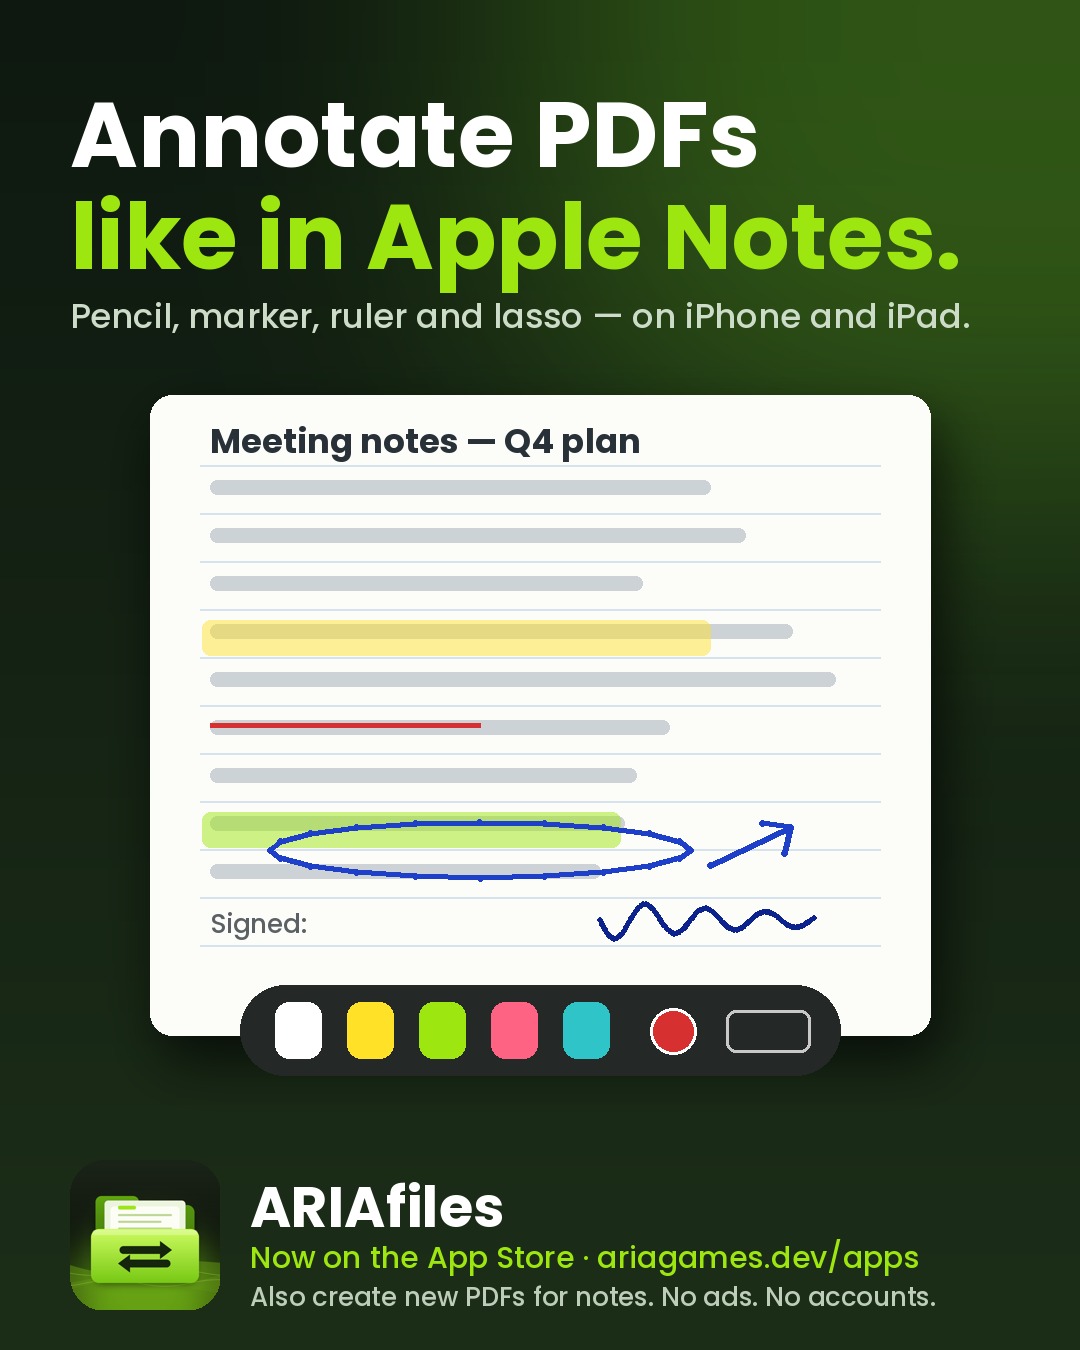 Annotate PDFs
like in Apple Notes.
Pencil, marker, ruler and lasso — on iPhone and iPad.
Meeting notes — Q4 plan
Signed:
ARIAfiles
Now on the App Store · ariagames.dev/apps
Also create new PDFs for notes. No ads. No accounts.